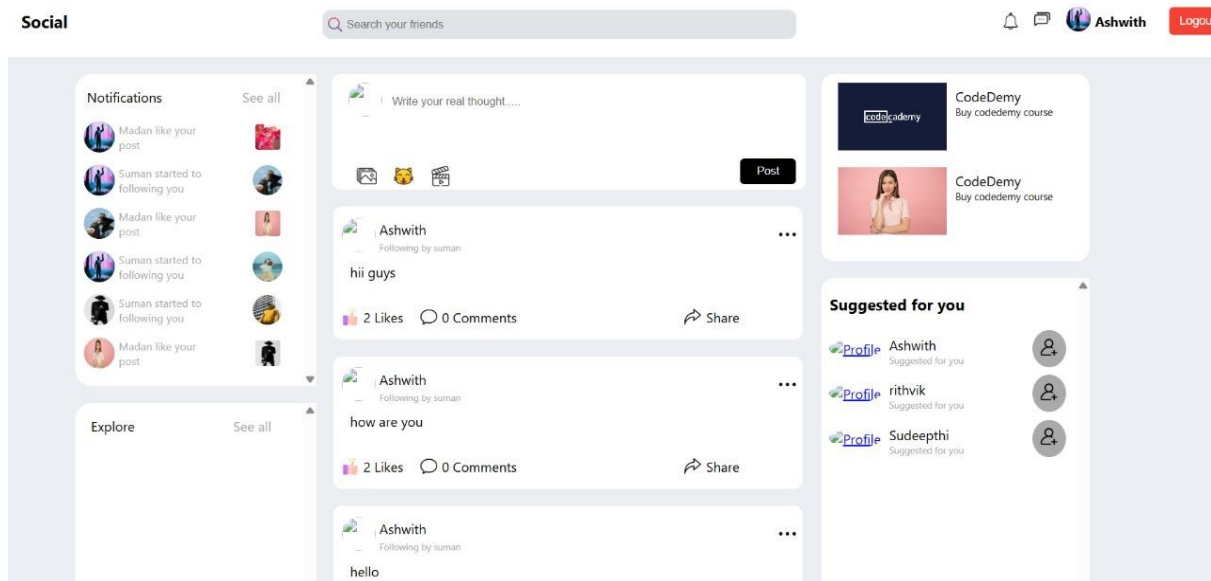 Social
Search your friends
Ashwith
Notifications
See all
Madan like your
post
Suman started to
following you
Madan like your
post
Suman started to
following you
Suman started to
following you
Madan like your
post
Explore
See all
Write your real thought.....
Post
Ashwith
Following by suman
hii guys
2 Likes
0 Comments
Share
Ashwith
Following by suman
how are you
2 Likes
0 Comments
Share
Ashwith
Following by suman
hello
codecademy
CodeDemy
Buy codedemy course
CodeDemy
Buy codedemy course
Suggested for you
Profile
Ashwith
Suggested for you
Profile
rithvik
Suggested for you
Profile
Sudeepthi
Suggested for you